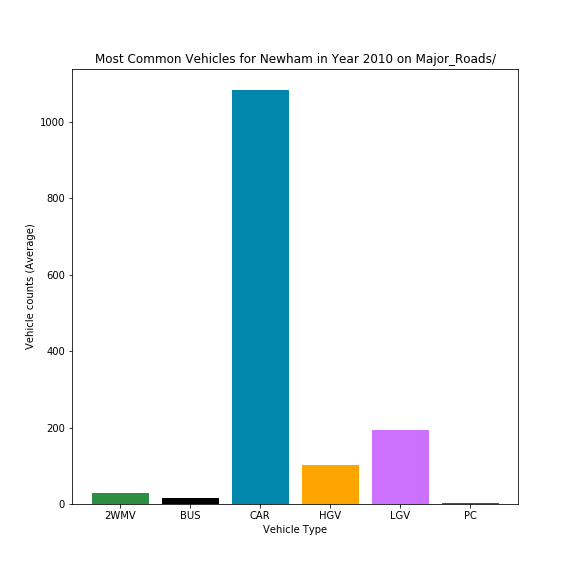 Most Common Vehicles for Newham in Year 2010 on Major_Roads/
1000
800
600
400
200
0
Vehicle counts (Average)
2WMV BUS CAR HGV LGV PC
Vehicle Type